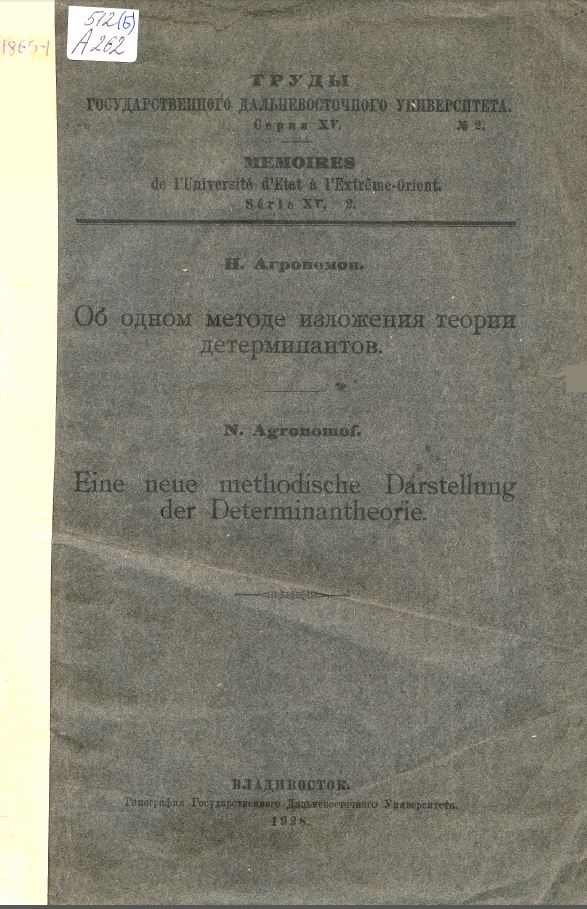 512(6)
А262
1865-1
ТРУДЫ
ГОСУДАРСТВЕННОГО ДАЛЬНЕВОСТОЧНОГО УНИВЕРСИТЕТА.
Серия XV. № 2.
MEMOIRES
de l'Université d'Etat à l'Extrême-Orient.
Série XV, 2.
Н. Агрономов.
Об одном методе изложения теории
детерминантов.
N. Agronomof.
Eine neue methodische Darstellung
der Determinantheorie.
ВЛАДИВОСТОК.
Типография Государственного Дальневосточного Университета.
1928.